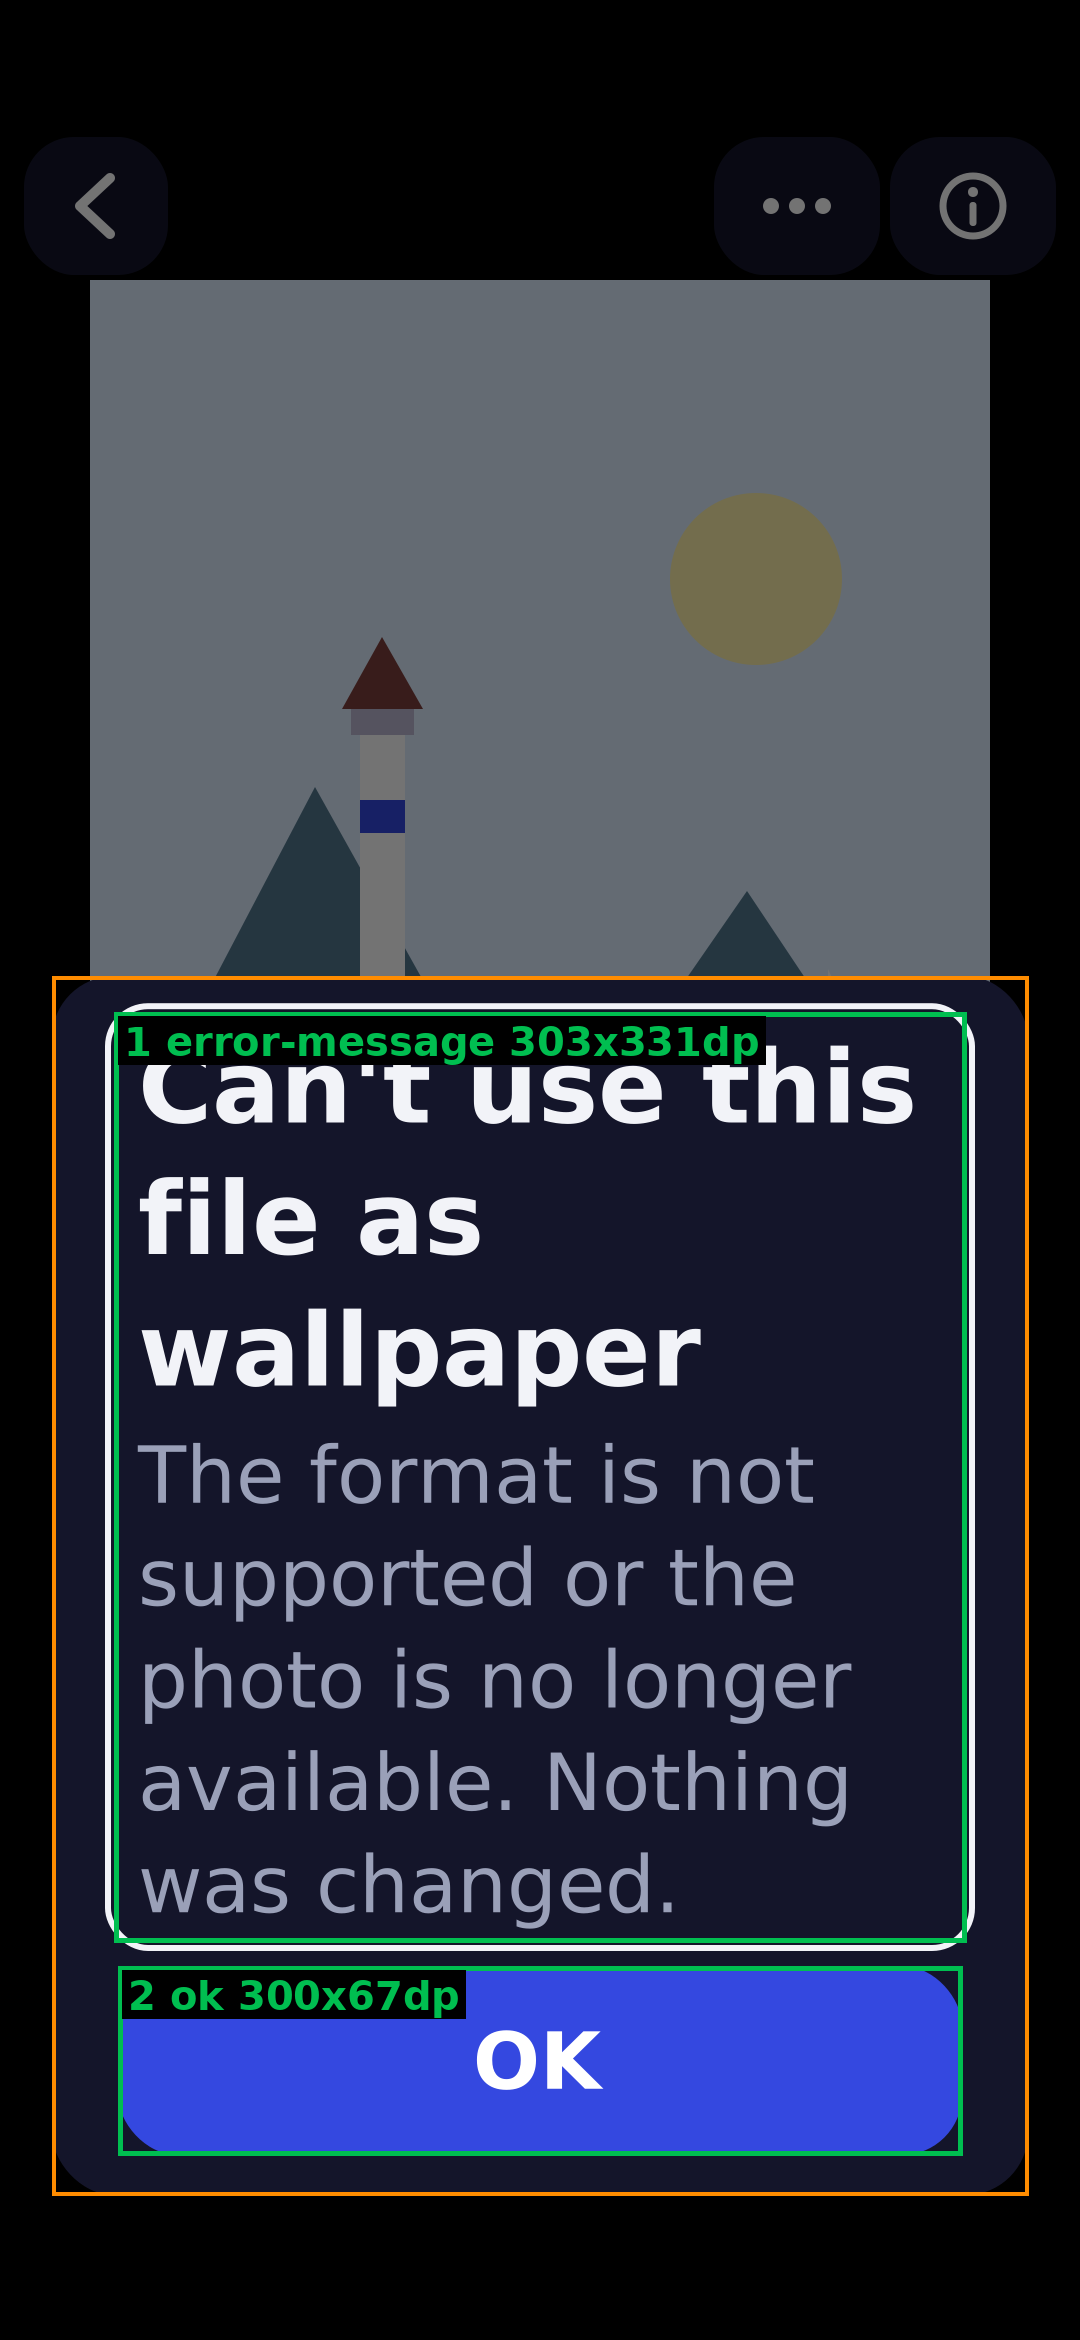 1 error-message 303x331dp
Can't use this
file as
wallpaper
The format is not
supported or the
photo is no longer
available. Nothing
was changed.
2 ok 300x67dp
OK